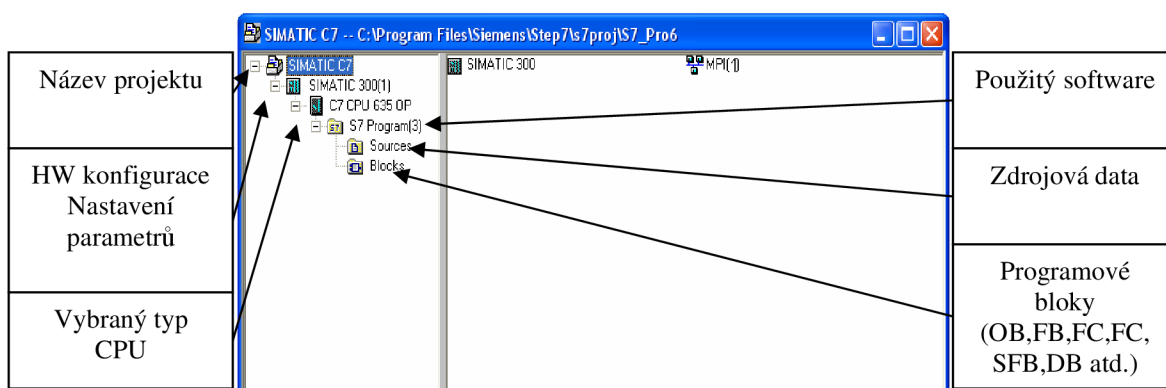 SIMATIC C7 -- C:\Program Files\Siemens\Step7\s7proj\S7_Pro6
Název projektu
HW konfigurace
Nastavení
parametrů
Vybraný typ
CPU
SIMATIC C7
SIMATIC 300(1)
C7 CPU 635 OP
S7 Program(3)
Sources
Blocks
SIMATIC 300
MPI(1)
Použitý software
Zdrojová data
Programové
bloky
(OB,FB,FC,FC,
SFB,DB atd.)